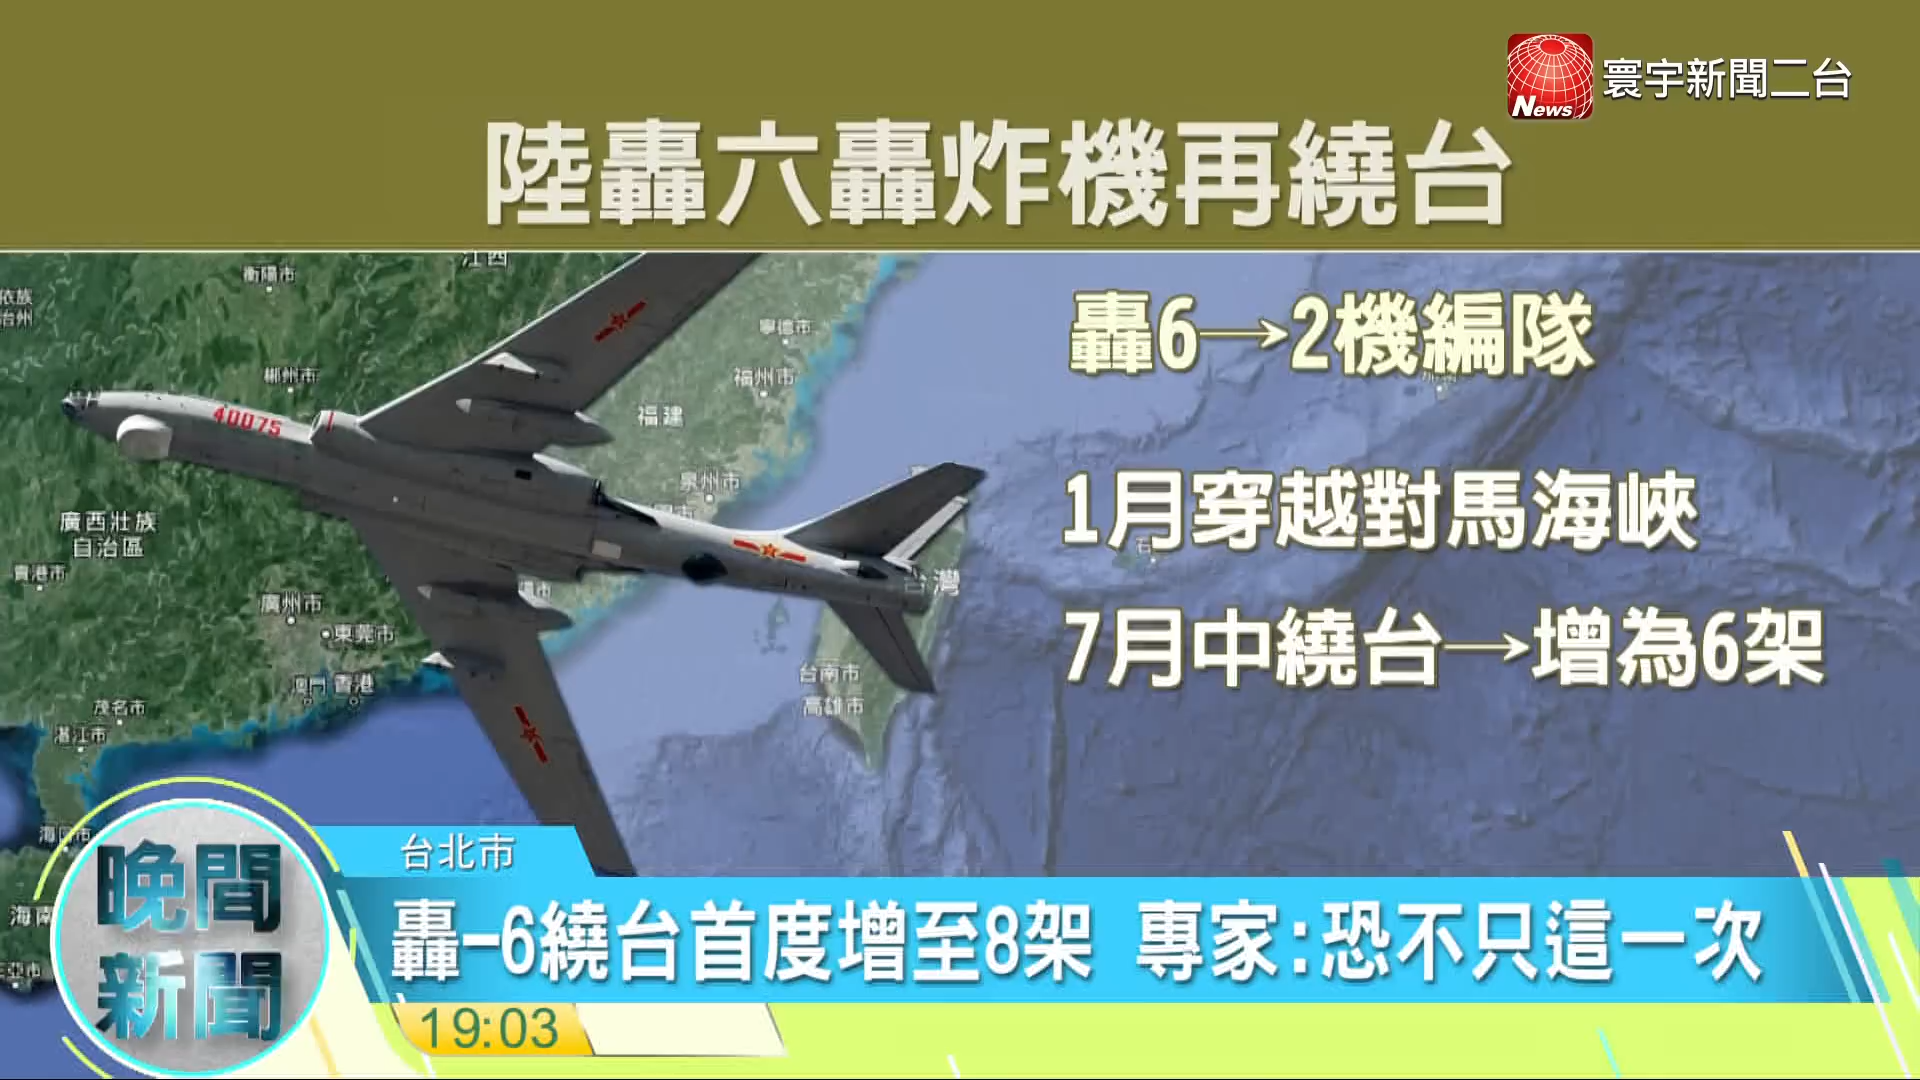 News 寰宇新聞二台
陸轟六轟炸機再繞台
江西
衡陽市
依族
治州
寧德市
郴州市
福州市
福建
泉州市
廣西壯族
自治區
貴港市
廣州市
東莞市
澳門 香港
茂名市
湛江市
台灣
台南市
高雄市
海南
40075
轟6→2機編隊
1月穿越對馬海峽
7月中繞台→增為6架
台北市
晚間
新聞
轟-6繞台首度增至8架 專家:恐不只這一次
19:03